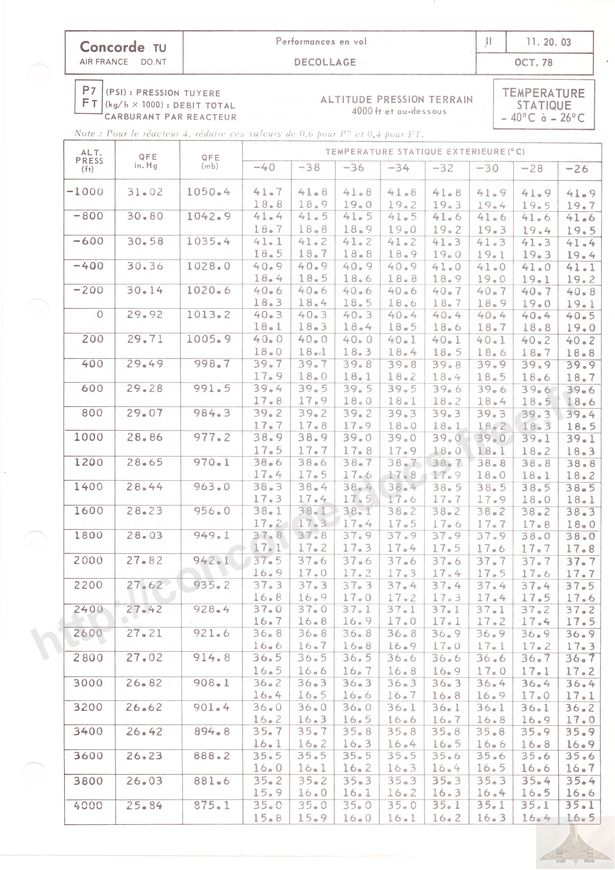 Concorde TU
AIR FRANCE DO.NT
Performances en vol
DECOLLAGE
II 11. 20. 03
OCT. 78
P7 (PSI) : PRESSION TUYERE
FT (kg/h × 1000) : DEBIT TOTAL
CARBURANT PAR REACTEUR
ALTITUDE PRESSION TERRAIN
4000 ft et au-dessous
TEMPERATURE
STATIQUE
- 40°C à - 26°C
Note : Pour le réacteur 4, réduire ces valeurs de 0,6 pour P7 et 0,4 pour FT.
ALT. PRESS (ft) QFE in.Hg QFE (mb) TEMPERATURE STATIQUE EXTERIEURE (°C)
-40 -38 -36 -34 -32 -30 -28 -26
-1000 31.02 1050.4 41.7 41.8 41.8 41.8 41.8 41.9 41.9 41.9
18.8 18.9 19.0 19.2 19.3 19.4 19.5 19.7
-800 30.80 1042.9 41.4 41.5 41.5 41.5 41.6 41.6 41.6 41.6
18.7 18.8 18.9 19.0 19.2 19.3 19.4 19.5
-600 30.58 1035.4 41.1 41.2 41.2 41.2 41.3 41.3 41.3 41.4
18.5 18.7 18.8 18.9 19.0 19.1 19.3 19.4
-400 30.36 1028.0 40.9 40.9 40.9 40.9 41.0 41.0 41.0 41.1
18.4 18.5 18.6 18.8 18.9 19.0 19.1 19.2
-200 30.14 1020.6 40.6 40.6 40.6 40.6 40.7 40.7 40.7 40.8
18.3 18.4 18.5 18.6 18.7 18.9 19.0 19.1
0 29.92 1013.2 40.3 40.3 40.3 40.4 40.4 40.4 40.4 40.5
18.1 18.3 18.4 18.5 18.6 18.7 18.8 19.0
200 29.71 1005.9 40.0 40.0 40.0 40.1 40.1 40.1 40.2 40.2
18.0 18.1 18.3 18.4 18.5 18.6 18.7 18.8
400 29.49 998.7 39.7 39.7 39.8 39.8 39.8 39.9 39.9 39.9
17.9 18.0 18.1 18.2 18.4 18.5 18.6 18.7
600 29.28 991.5 39.4 39.5 39.5 39.5 39.6 39.6 39.6 39.6
17.8 17.9 18.0 18.1 18.2 18.4 18.5 18.6
800 29.07 984.3 39.2 39.2 39.2 39.3 39.3 39.3 39.3 39.4
17.7 17.8 17.9 18.0 18.1 18.2 18.3 18.5
1000 28.86 977.2 38.9 38.9 39.0 39.0 39.0 39.0 39.1 39.1
17.5 17.7 17.8 17.9 18.0 18.1 18.2 18.3
1200 28.65 970.1 38.6 38.6 38.7 38.7 38.7 38.8 38.8 38.8
17.4 17.5 17.6 17.8 17.9 18.0 18.1 18.2
1400 28.44 963.0 38.3 38.4 38.4 38.4 38.5 38.5 38.5 38.5
17.3 17.4 17.5 17.6 17.7 17.9 18.0 18.1
1600 28.23 956.0 38.1 38.1 38.1 38.2 38.2 38.2 38.2 38.3
17.2 17.3 17.4 17.5 17.6 17.7 17.8 18.0
1800 28.03 949.1 37.8 37.8 37.9 37.9 37.9 37.9 38.0 38.0
17.1 17.2 17.3 17.4 17.5 17.6 17.7 17.8
2000 27.82 942.1 37.5 37.6 37.6 37.6 37.6 37.7 37.7 37.7
16.9 17.0 17.2 17.3 17.4 17.5 17.6 17.7
2200 27.62 935.2 37.3 37.3 37.3 37.4 37.4 37.4 37.4 37.5
16.8 16.9 17.0 17.2 17.3 17.4 17.5 17.6
2400 27.42 928.4 37.0 37.0 37.1 37.1 37.1 37.1 37.2 37.2
16.7 16.8 16.9 17.0 17.1 17.2 17.4 17.5
2600 27.21 921.6 36.8 36.8 36.8 36.8 36.9 36.9 36.9 36.9
16.6 16.7 16.8 16.9 17.0 17.1 17.2 17.3
2800 27.02 914.8 36.5 36.5 36.5 36.6 36.6 36.6 36.7 36.7
16.5 16.6 16.7 16.8 16.9 17.0 17.1 17.2
3000 26.82 908.1 36.2 36.3 36.3 36.3 36.3 36.4 36.4 36.4
16.4 16.5 16.6 16.7 16.8 16.9 17.0 17.1
3200 26.62 901.4 36.0 36.0 36.0 36.1 36.1 36.1 36.1 36.2
16.2 16.3 16.5 16.6 16.7 16.8 16.9 17.0
3400 26.42 894.8 35.7 35.7 35.8 35.8 35.8 35.8 35.9 35.9
16.1 16.2 16.3 16.4 16.5 16.6 16.8 16.9
3600 26.23 888.2 35.5 35.5 35.5 35.5 35.6 35.6 35.6 35.6
16.0 16.1 16.2 16.3 16.4 16.5 16.6 16.7
3800 26.03 881.6 35.2 35.2 35.3 35.3 35.3 35.3 35.4 35.4
15.9 16.0 16.1 16.2 16.3 16.4 16.5 16.6
4000 25.84 875.1 35.0 35.0 35.0 35.0 35.1 35.1 35.1 35.1
15.8 15.9 16.0 16.1 16.2 16.3 16.4 16.5
http://concorde.docs.free.fr